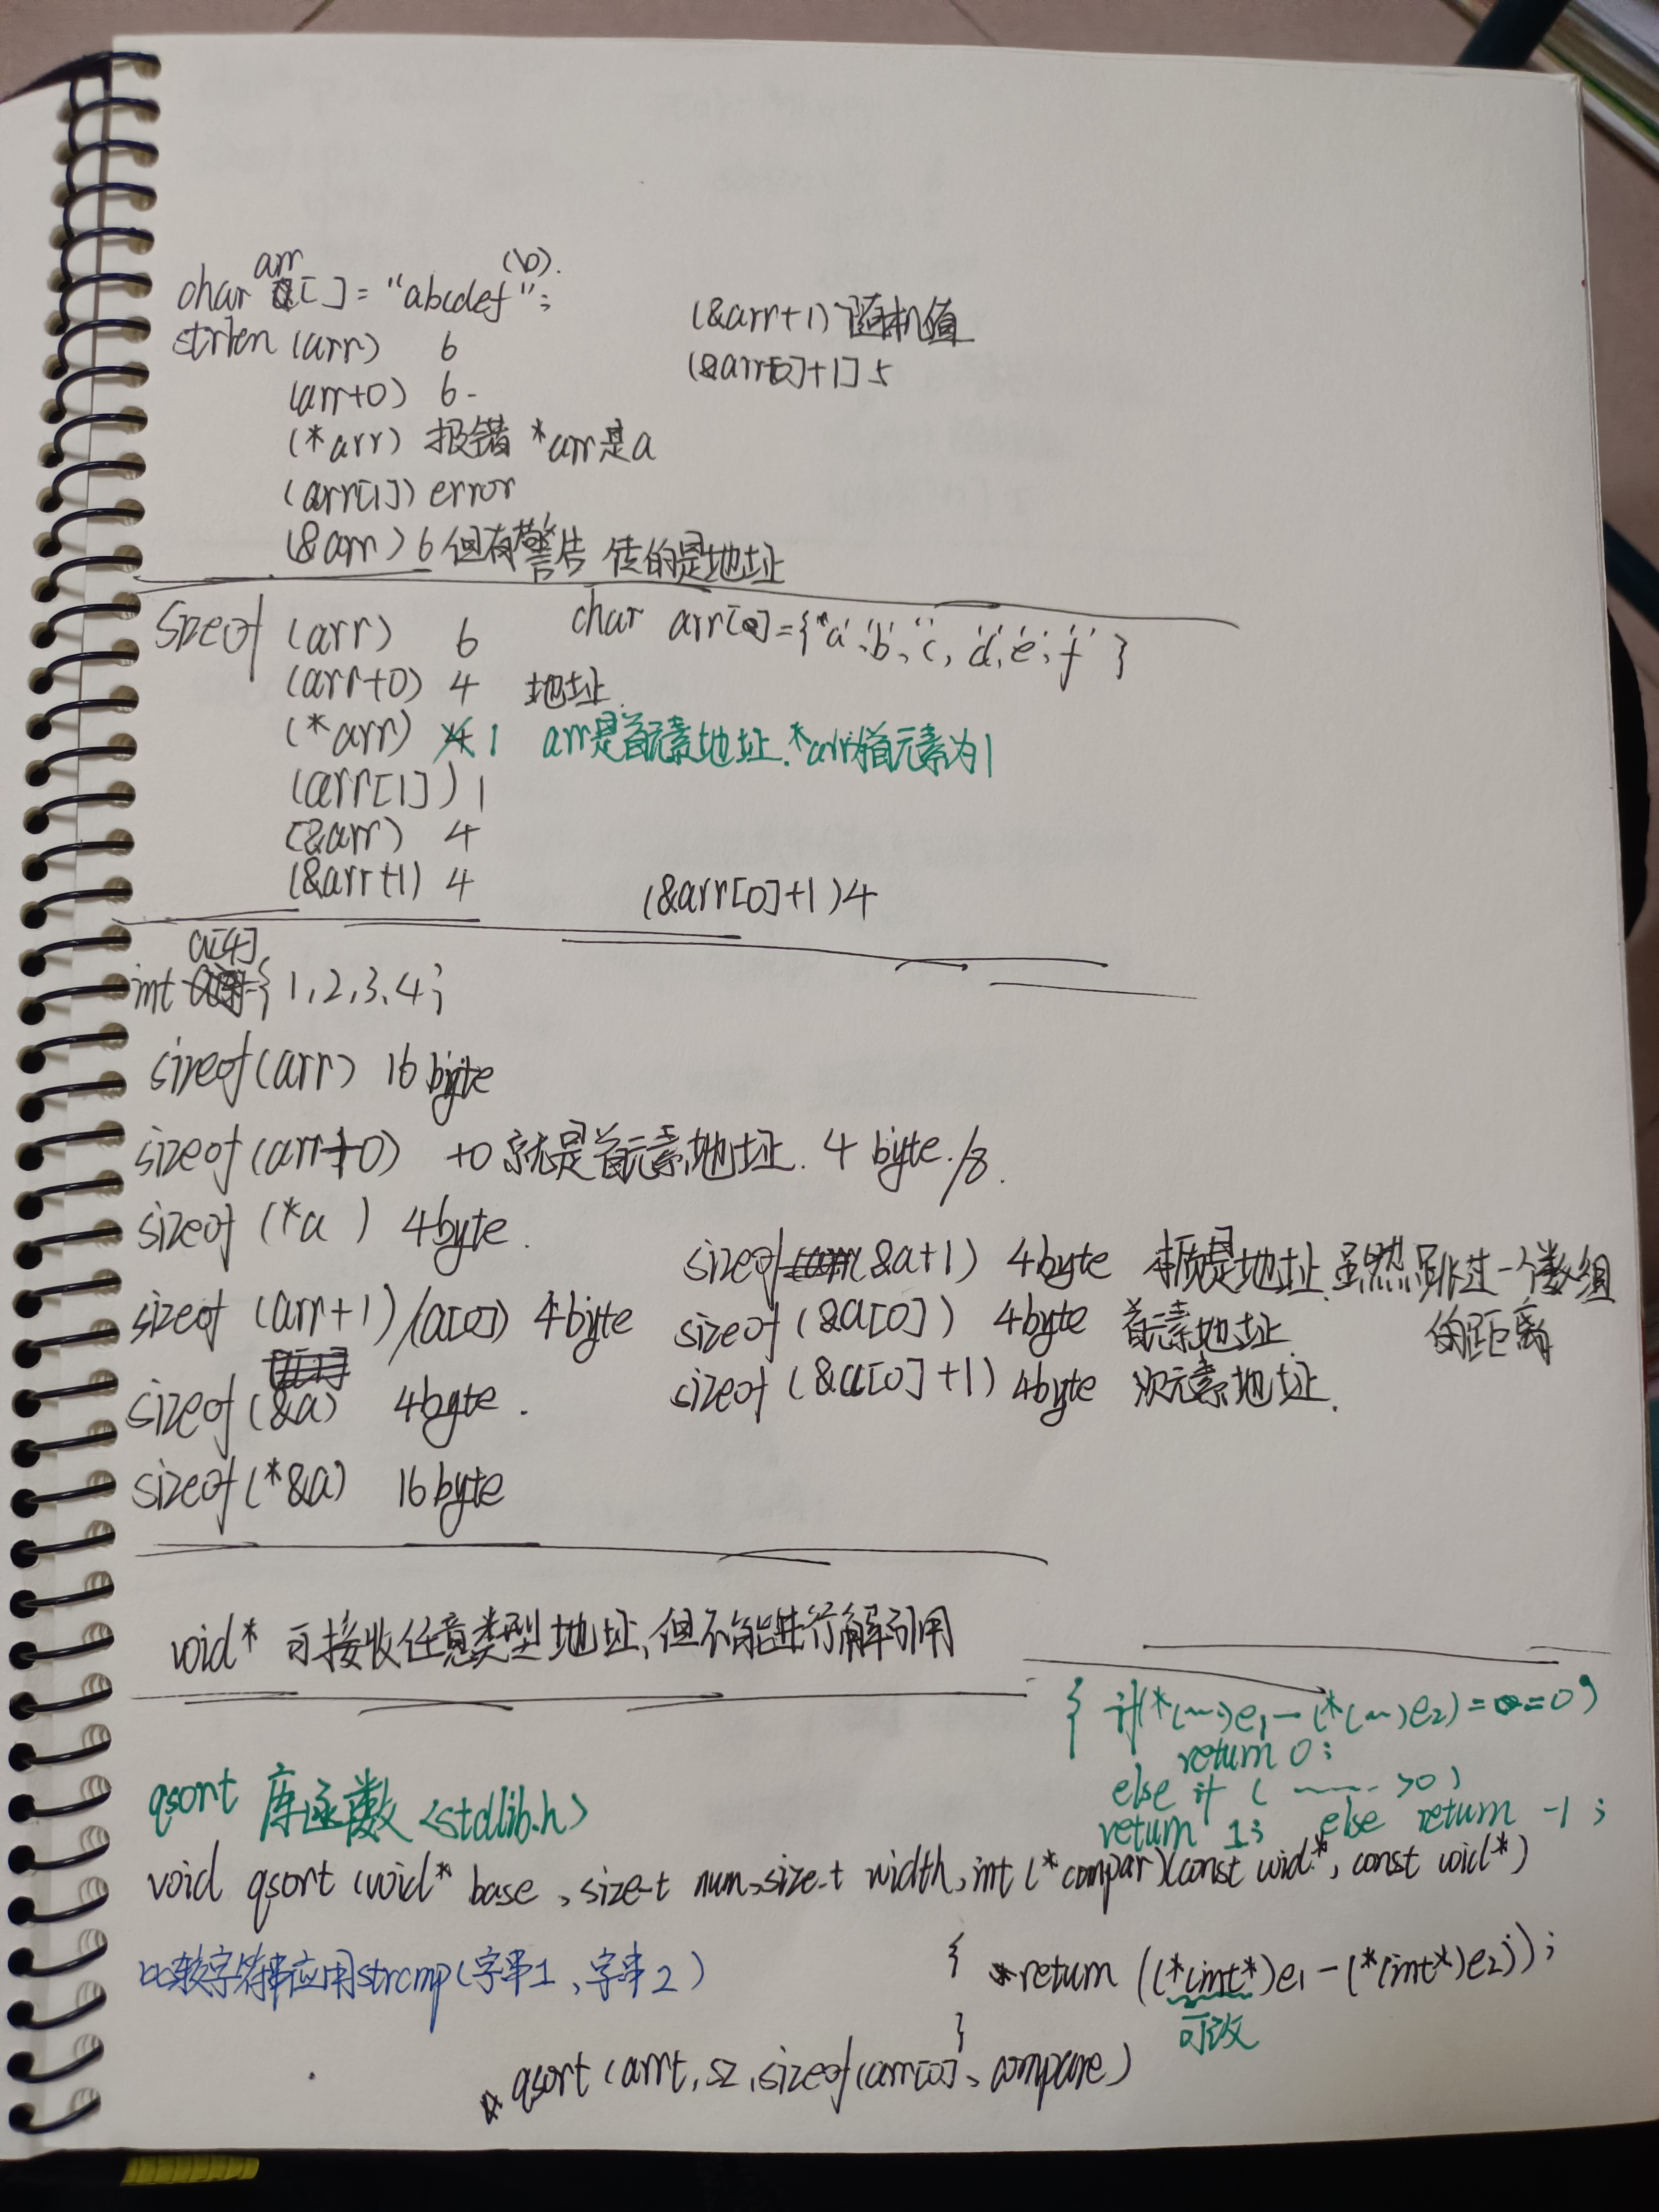 char arr[] = "abcdef"; (\0).
strlen (arr) 6
(arr+0) 6
(*arr) 报错 *arr是a
(arr[1]) error
(&arr) 6 但有警告 传的是地址
(&arr+1) 随机值
(&arr[0]+1] 5
sizeof (arr) 6 char arr[]={'a','b','c,'d','e','f'}
(arr+0) 4 地址.
(*arr) 1 arr是首元素地址.*arr为首元素为1
(arr[1]) 1
(&arr) 4
(&arr+1) 4 (&arr[0]+1) 4
int a[4]={1,2,3,4;
sizeof(arr) 16 byte
sizeof(arr+0) +0 就是首元素地址. 4 byte./8.
sizeof (*a) 4byte.
sizeof (arr+1)/(a[0]) 4byte
sizeof(&a) 4byte.
sizeof(*&a) 16byte
sizeof(&a+1) 4byte 本质是地址.虽然跳过一个数组
的距离
sizeof (&a[0]) 4byte 首元素地址.
sizeof (&a[0]+1) 4byte 次元素地址.
void* 可接收任意类型地址,但不能进行解引用
{ if(*(~)e1-(*(~)e2)==0)
return 0;
else if ( >0)
return 1; else return -1;
qsort 库函数 <stdlib.h>
void qsort (void* base, size-t num, size-t width, int (*compar)(const void*, const void*)
比较字符串应用strcmp(字串1、字串2)
{ *return ((*(int*)e1-(*(int*)e2));
可改
}
qsort (arr, sz, sizeof(arr[0], compare)